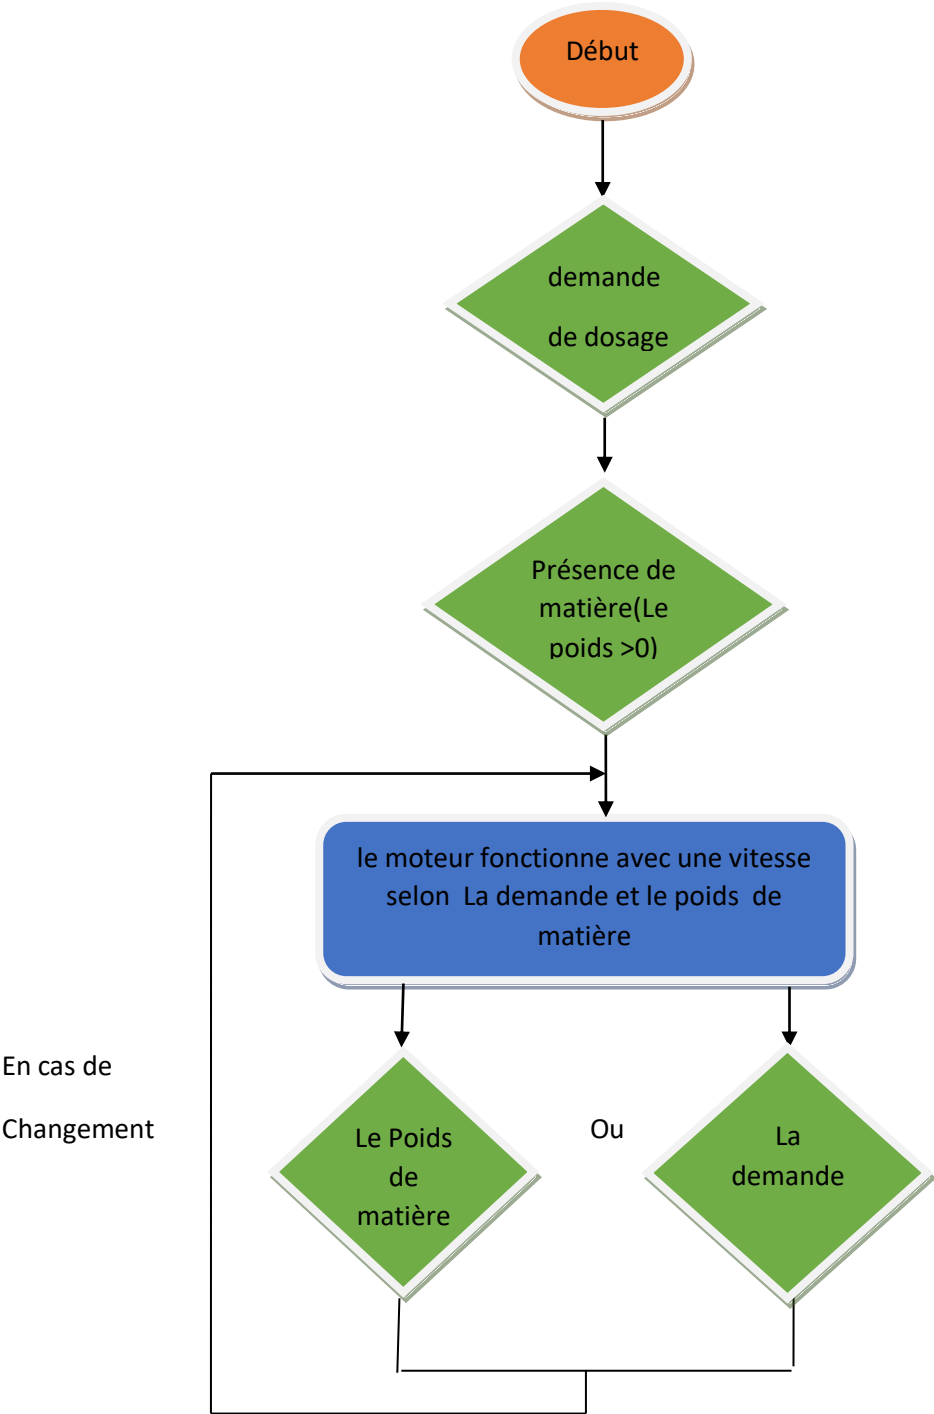 Début
demande
de dosage
Présence de
matière(Le
poids >0)
le moteur fonctionne avec une vitesse
selon La demande et le poids de
matière
En cas de
Changement
Le Poids
de
matière
Ou
La
demande